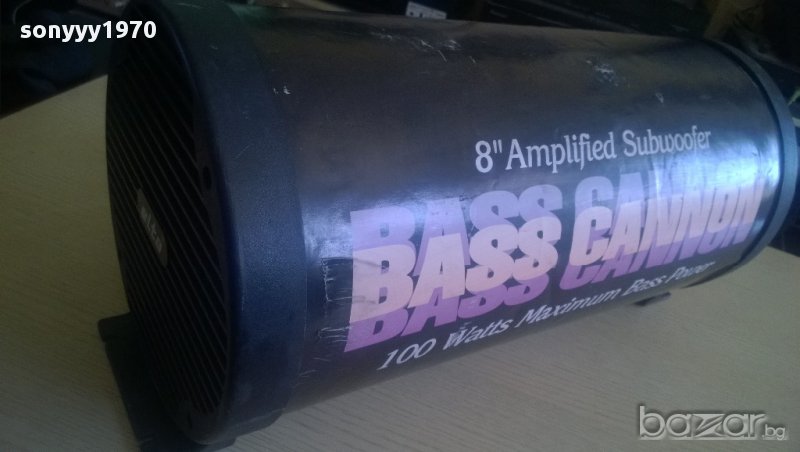 sonyyy1970
8" Amplified Subwoofer
BASS CANNON
100 Watts Maximum Bass Power
bazar.bg